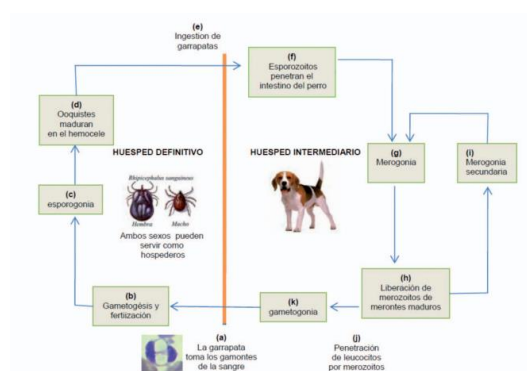 (e)
Ingestion de
garrapatas
(f)
Esporozoitos
penetran el
intestino del perro
(d)
Ooquistes
maduran
en el hemocele
HUESPED DEFINITIVO
HUESPED INTERMEDIARIO
(g)
Merogonia
(i)
Merogonia
secundaria
(c)
esporogonia
Rhipicephalus sanguineus
Hembra
Macho
Ambos sexos pueden
servir como
hospederos
(b)
Gametogésis y
fertiización
(k)
gametogonia
(h)
Liberación de
merozoitos de
merontes maduros
(a)
La garrapata
toma los gamontes
de la sangre
(j)
Penetración
de leucocitos
por merozoitos